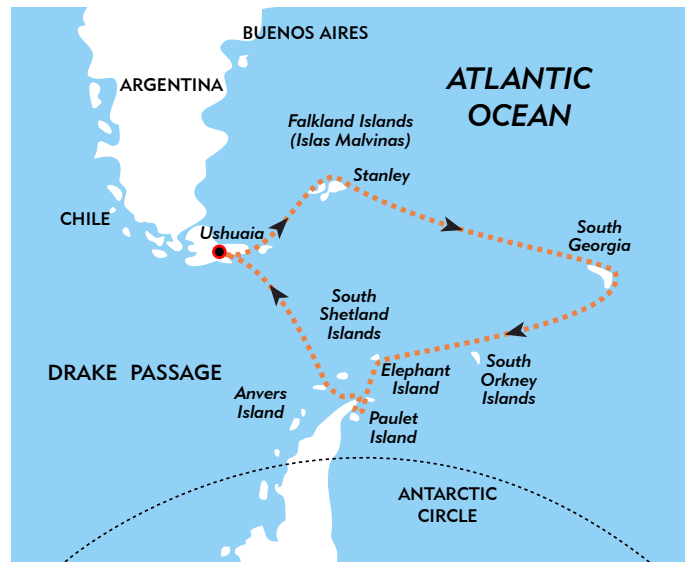 BUENOS AIRES
ARGENTINA
ATLANTIC
OCEAN
Falkland Islands
(Islas Malvinas)
Stanley
CHILE
Ushuaia
South
Georgia
South
Shetland
Islands
DRAKE PASSAGE
Elephant
Island
South
Orkney
Islands
Anvers
Island
Paulet
Island
ANTARCTIC
CIRCLE